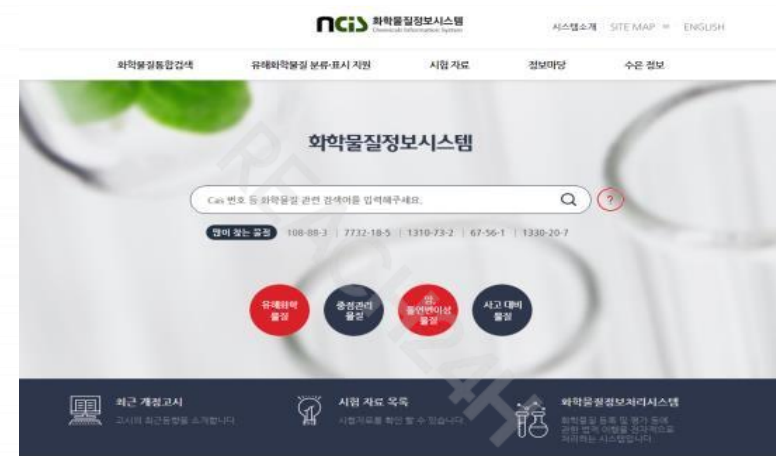 ncis 화학물질정보시스템
Chemicals Information System
시스템소개 SITE MAP ENGLISH
화학물질통합검색 유해화학물질 분류·표시 지원 시험 자료 정보마당 수은 정보
화학물질정보시스템
Cas 번호 등 화학물질 관련 검색어를 입력해주세요. ?
많이 찾는 물질 108-88-3 | 7732-18-5 | 1310-73-2 | 67-56-1 | 1330-20-7
유해화학
물질
중점관리
물질
암,
돌연변이성
물질
사고 대비
물질
REACH24H
최근 개정고시
고시의 최근동향을 소개합니다
시험 자료 목록
시험자료를 확인 할 수 있습니다.
화학물질정보처리시스템
화학물질 등록 및 평가 등에
관한 법적 이행을 전자적으로
처리하는 시스템입니다.